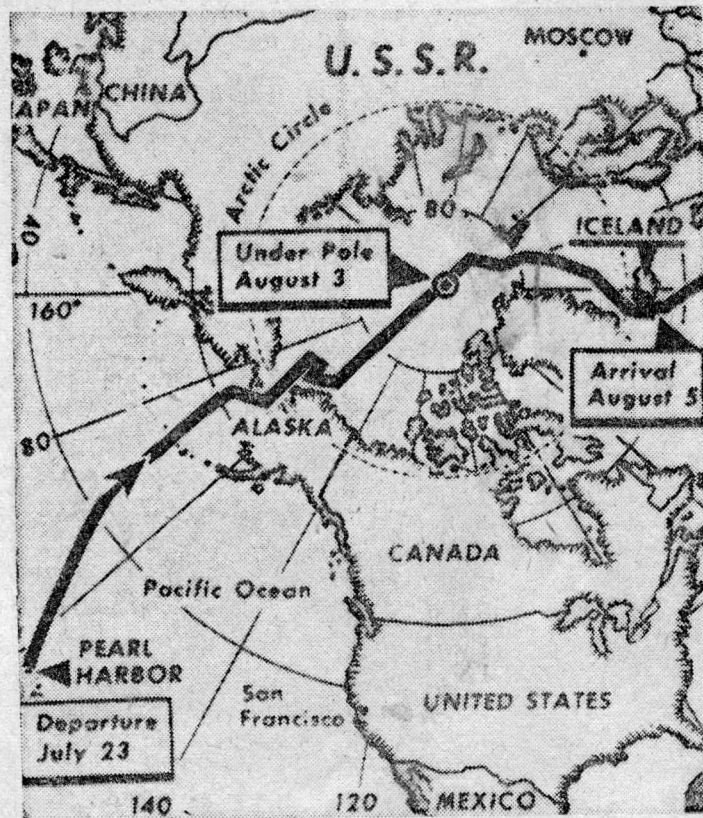 MOSCOW
U.S.S.R.
CHINA
JAPAN
Arctic Circle
40
80
ICELAND
Under Pole
August 3
160°
Arrival
August 5
80
ALASKA
CANADA
Pacific Ocean
PEARL
HARBOR
San
Francisco
UNITED STATES
Departure
July 23
140
120
MEXICO